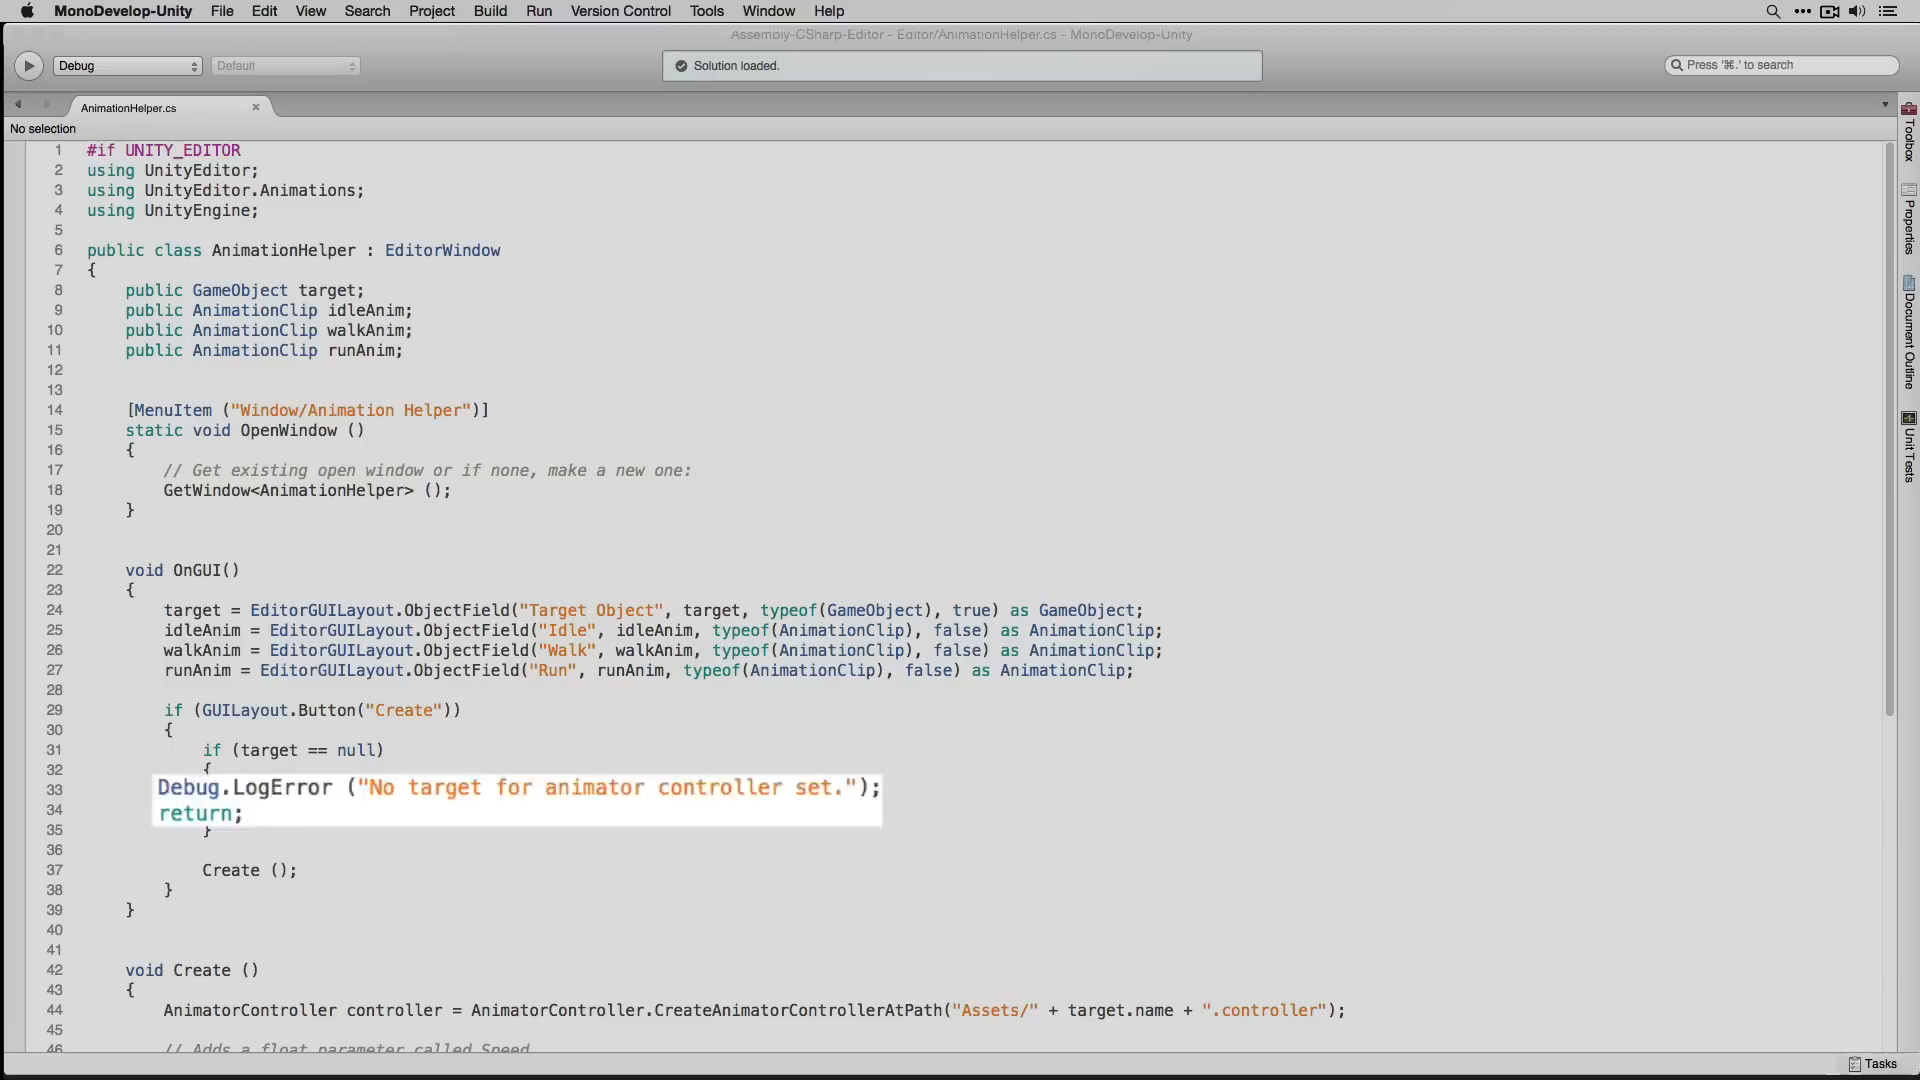 MonoDevelop-Unity File Edit View Search Project Build Run Version Control Tools Window Help
Assembly-CSharp-Editor - Editor/AnimationHelper.cs - MonoDevelop-Unity
Debug Default Solution loaded. Press '⌘.' to search
AnimationHelper.cs
No selection
1 #if UNITY_EDITOR
2 using UnityEditor;
3 using UnityEditor.Animations;
4 using UnityEngine;
5
6 public class AnimationHelper : EditorWindow
7 {
8 public GameObject target;
9 public AnimationClip idleAnim;
10 public AnimationClip walkAnim;
11 public AnimationClip runAnim;
12
13
14 [MenuItem ("Window/Animation Helper")]
15 static void OpenWindow ()
16 {
17 // Get existing open window or if none, make a new one:
18 GetWindow<AnimationHelper> ();
19 }
20
21
22 void OnGUI()
23 {
24 target = EditorGUILayout.ObjectField("Target Object", target, typeof(GameObject), true) as GameObject;
25 idleAnim = EditorGUILayout.ObjectField("Idle", idleAnim, typeof(AnimationClip), false) as AnimationClip;
26 walkAnim = EditorGUILayout.ObjectField("Walk", walkAnim, typeof(AnimationClip), false) as AnimationClip;
27 runAnim = EditorGUILayout.ObjectField("Run", runAnim, typeof(AnimationClip), false) as AnimationClip;
28
29 if (GUILayout.Button("Create"))
30 {
31 if (target == null)
32 {
33 Debug.LogError ("No target for animator controller set.");
34 return;
35 }
36
37 Create ();
38 }
39 }
40
41
42 void Create ()
43 {
44 AnimatorController controller = AnimatorController.CreateAnimatorControllerAtPath("Assets/" + target.name + ".controller");
45
46 // Adds a float parameter called Speed
Toolbox
Properties
Document Outline
Unit Tests
Tasks